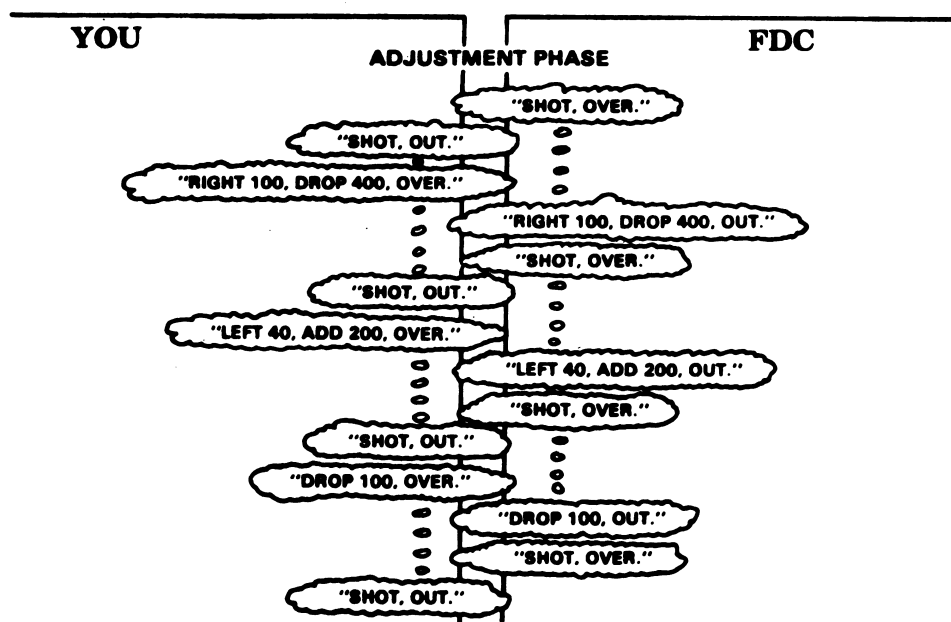 YOU
FDC
ADJUSTMENT PHASE
"SHOT, OVER."
"SHOT, OUT."
"RIGHT 100, DROP 400, OVER."
"RIGHT 100, DROP 400, OUT."
"SHOT, OVER."
"SHOT, OUT."
"LEFT 40, ADD 200, OVER."
"LEFT 40, ADD 200, OUT."
"SHOT, OVER."
"SHOT, OUT."
"DROP 100, OVER."
"DROP 100, OUT."
"SHOT, OVER."
"SHOT, OUT."